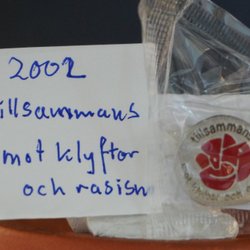 2002
illsammans
mot klyftor
och rasism
tillsammans